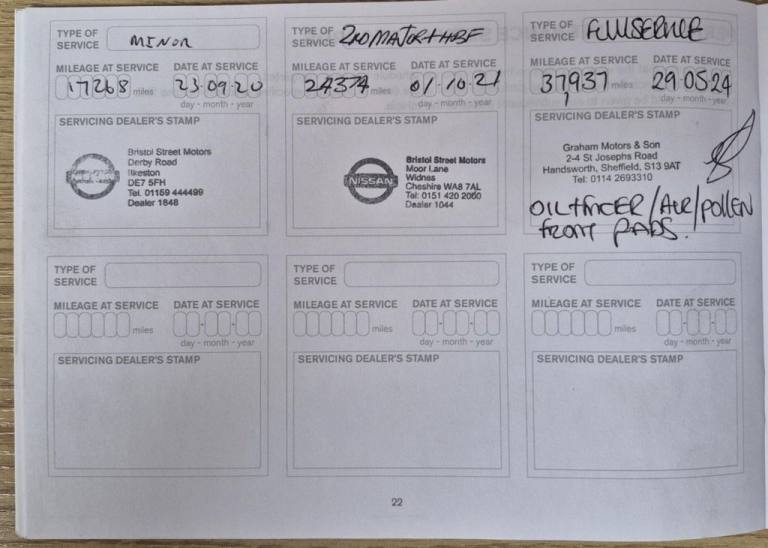 TYPE OF SERVICE MINOR
MILEAGE AT SERVICE DATE AT SERVICE
17268 miles 23-09-20
day - month - year
SERVICING DEALER'S STAMP
Bristol Street Motors
Derby Road
Ilkeston
DE7 5FH
Tel. 01159 444499
Dealer 1848
TYPE OF SERVICE 2ND MAJOR + HBF
MILEAGE AT SERVICE DATE AT SERVICE
24374 miles 01-10-21
day - month - year
SERVICING DEALER'S STAMP
NISSAN
Bristol Street Motors
Moor Lane
Widnes
Cheshire WA8 7AL
Tel: 0151 420 2000
Dealer 1044
TYPE OF SERVICE FULL SERVICE
MILEAGE AT SERVICE DATE AT SERVICE
37937 miles 29-05-24
day - month - year
SERVICING DEALER'S STAMP
Graham Motors & Son
2-4 St Josephs Road
Handsworth, Sheffield, S13 9AT
Tel: 0114 2693310
OIL + FILTER / AIR / POLLEN
FRONT PADS.
TYPE OF SERVICE
MILEAGE AT SERVICE DATE AT SERVICE
miles
day - month - year
SERVICING DEALER'S STAMP
TYPE OF SERVICE
MILEAGE AT SERVICE DATE AT SERVICE
miles
day - month - year
SERVICING DEALER'S STAMP
TYPE OF SERVICE
MILEAGE AT SERVICE DATE AT SERVICE
miles
day - month - year
SERVICING DEALER'S STAMP
22